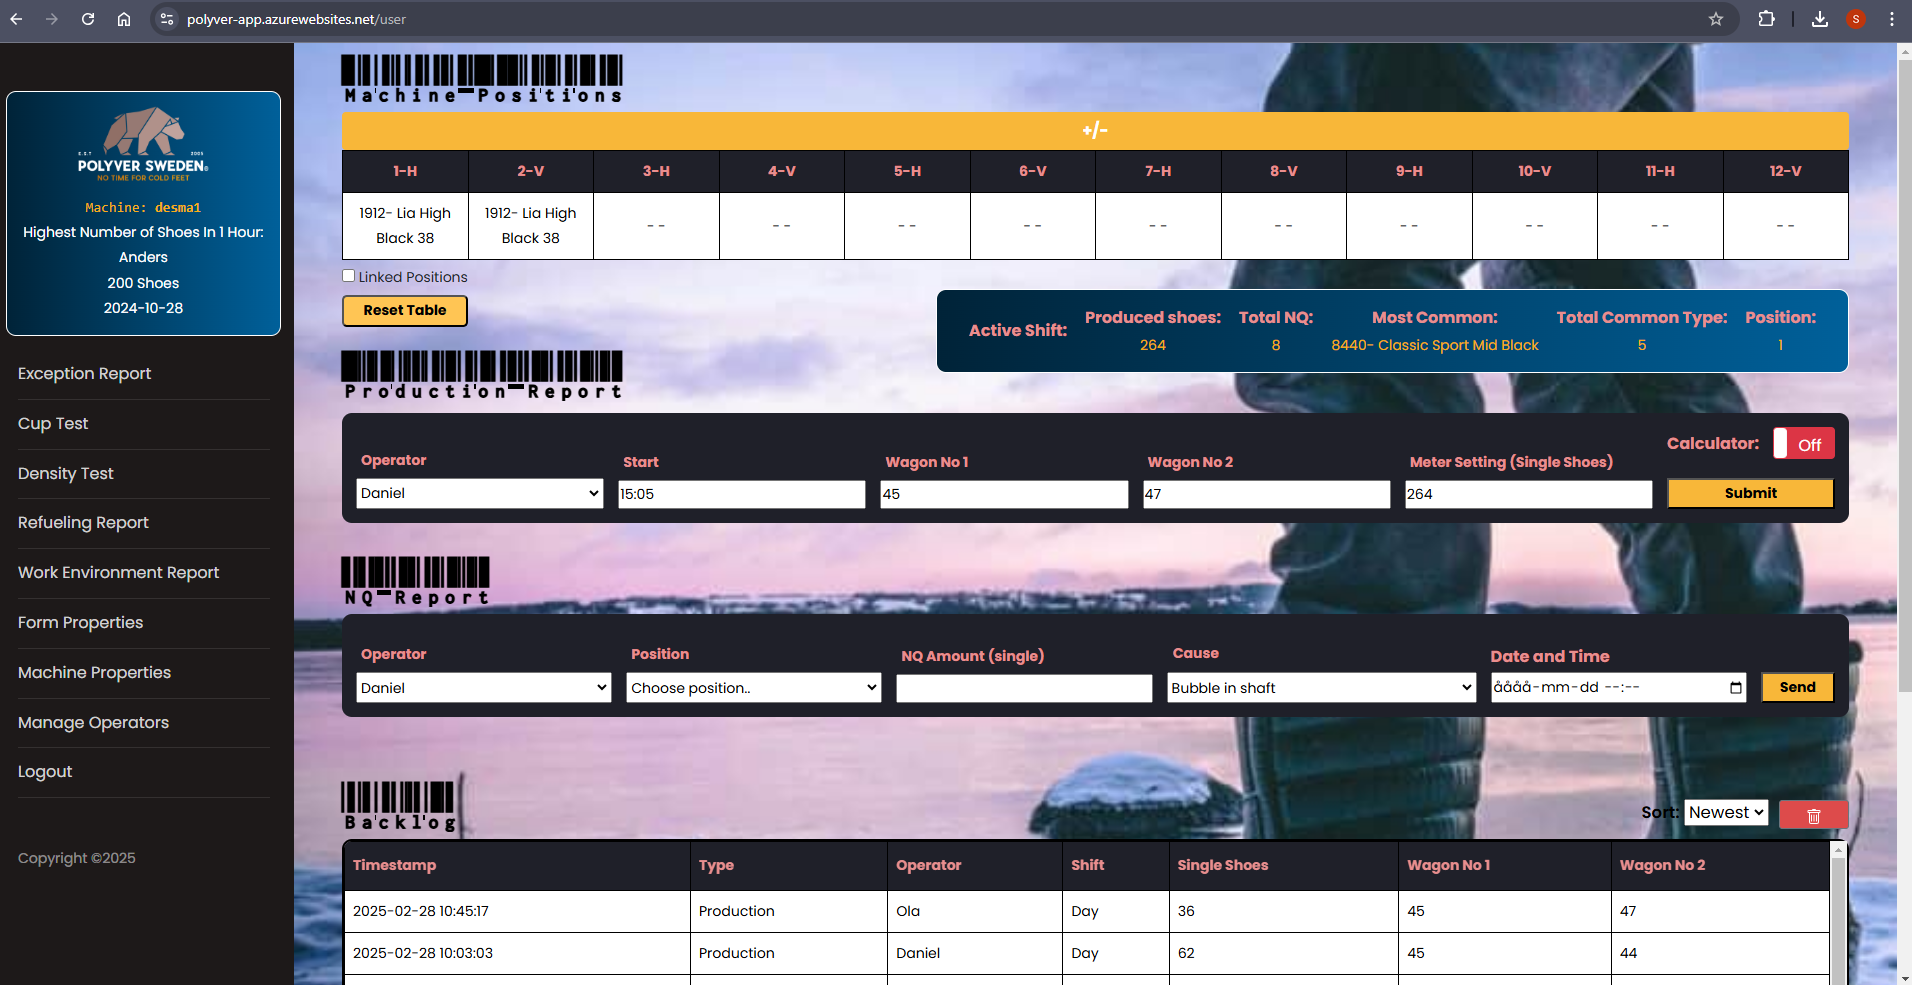 polyver-app.azurewebsites.net/user
S
EST 2005
POLYVER SWEDEN®
NO TIME FOR COLD FEET
Machine: desma1
Highest Number of Shoes In 1 Hour:
Anders
200 Shoes
2024-10-28
Exception Report
Cup Test
Density Test
Refueling Report
Work Environment Report
Form Properties
Machine Properties
Manage Operators
Logout
Copyright ©2025
Machine_Positions
+/-
1-H 2-V 3-H 4-V 5-H 6-V 7-H 8-V 9-H 10-V 11-H 12-V
1912- Lia High Black 38 1912- Lia High Black 38 -- -- -- -- -- -- -- -- -- --
Linked Positions
Reset Table
Active Shift: Produced shoes: Total NQ: Most Common: Total Common Type: Position:
264 8 8440- Classic Sport Mid Black 5 1
Production_Report
Calculator: Off
Operator Start Wagon No 1 Wagon No 2 Meter Setting (Single Shoes)
Daniel 15:05 45 47 264 Submit
NQ_Report
Operator Position NQ Amount (single) Cause Date and Time
Daniel Choose position.. Bubble in shaft åååå-mm-dd --:-- Send
Backlog
Sort: Newest
Timestamp Type Operator Shift Single Shoes Wagon No 1 Wagon No 2
2025-02-28 10:45:17 Production Ola Day 36 45 47
2025-02-28 10:03:03 Production Daniel Day 62 45 44